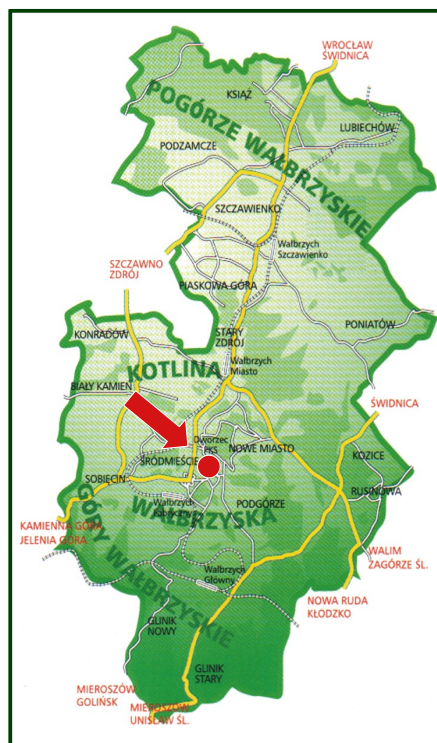 WROCŁAW
ŚWIDNICA
KSIĄŻ
POGÓRZE WAŁBRZYSKIE
LUBIECHÓW
PODZAMCZE
SZCZAWIENKO
Wałbrzych
Szczawienko
SZCZAWNO
ZDRÓJ
PIASKOWA GÓRA
KONRADÓW
STARY
ZDRÓJ
PONIATÓW
Wałbrzych
Miasto
KOTLINA
BIAŁY KAMIEŃ
ŚWIDNICA
Dworzec
PKS
NOWE MIASTO
KOZICE
ŚRÓDMIEŚCIE
SOBIĘCIN
RUSINOWA
Wałbrzych
Fabryczny
WAŁBRZYSKA
PODGÓRZE
KAMIENNA GÓRA
JELENIA GÓRA
GÓRY WAŁBRZYSKIE
WALIM
ZAGÓRZE ŚL.
Wałbrzych
Główny
NOWA RUDA
KŁODZKO
GLINIK
NOWY
GLINIK
STARY
MIEROSZÓW
GOLIŃSK
MIEROSZÓW
UNISŁAW ŚL.